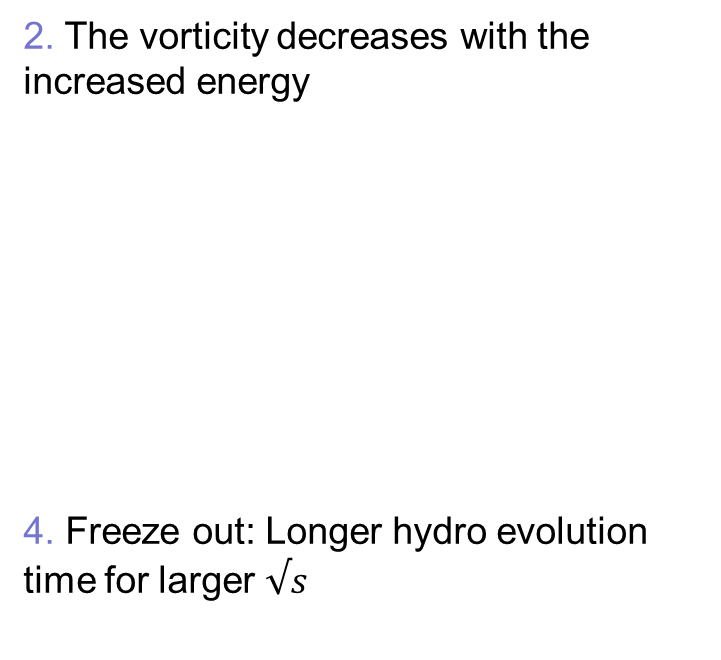 2. The vorticity decreases with the
increased energy
4. Freeze out: Longer hydro evolution
time for larger √s